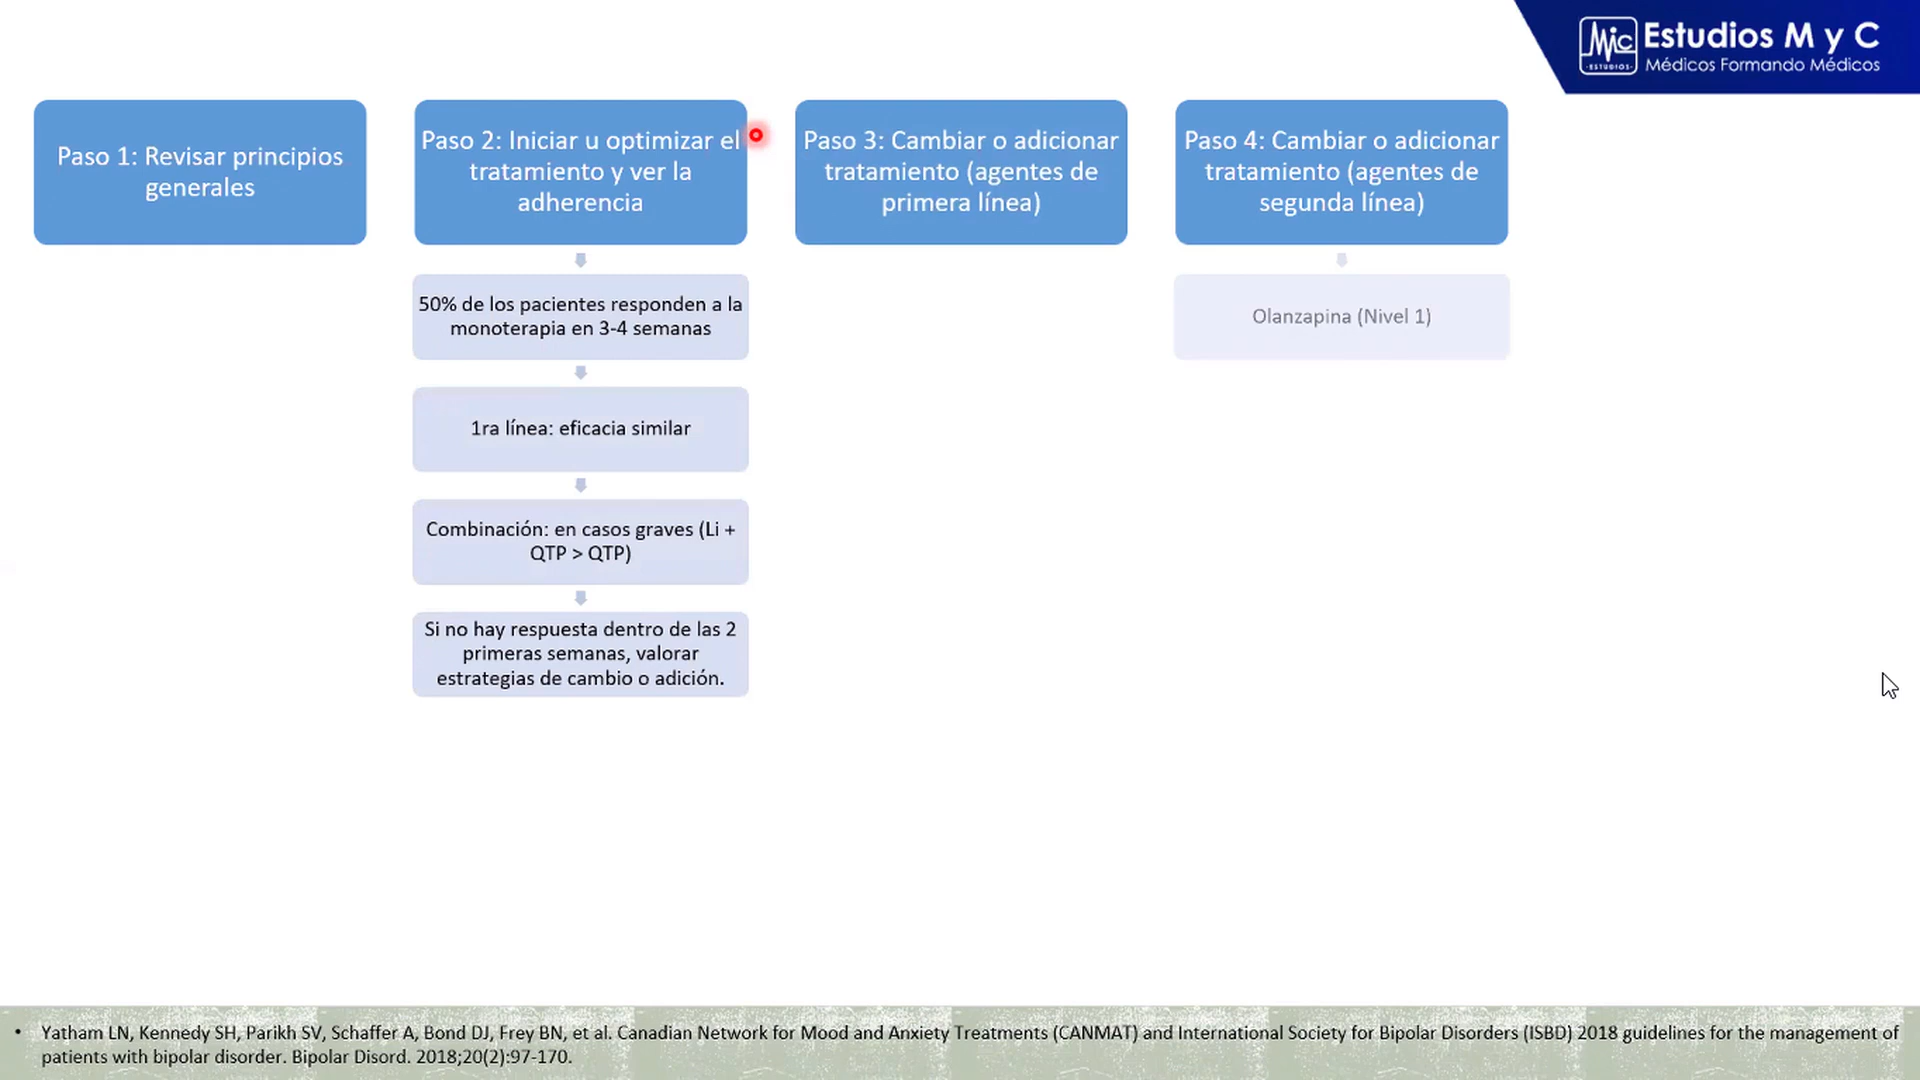 Mic
-ESTUDIOS-
Estudios M y C
Médicos Formando Médicos
Paso 1: Revisar principios
generales
Paso 2: Iniciar u optimizar el
tratamiento y ver la
adherencia
50% de los pacientes responden a la
monoterapia en 3-4 semanas
1ra línea: eficacia similar
Combinación: en casos graves (Li +
QTP > QTP)
Si no hay respuesta dentro de las 2
primeras semanas, valorar
estrategias de cambio o adición.
Paso 3: Cambiar o adicionar
tratamiento (agentes de
primera línea)
Paso 4: Cambiar o adicionar
tratamiento (agentes de
segunda línea)
Olanzapina (Nivel 1)
• Yatham LN, Kennedy SH, Parikh SV, Schaffer A, Bond DJ, Frey BN, et al. Canadian Network for Mood and Anxiety Treatments (CANMAT) and International Society for Bipolar Disorders (ISBD) 2018 guidelines for the management of
patients with bipolar disorder. Bipolar Disord. 2018;20(2):97-170.